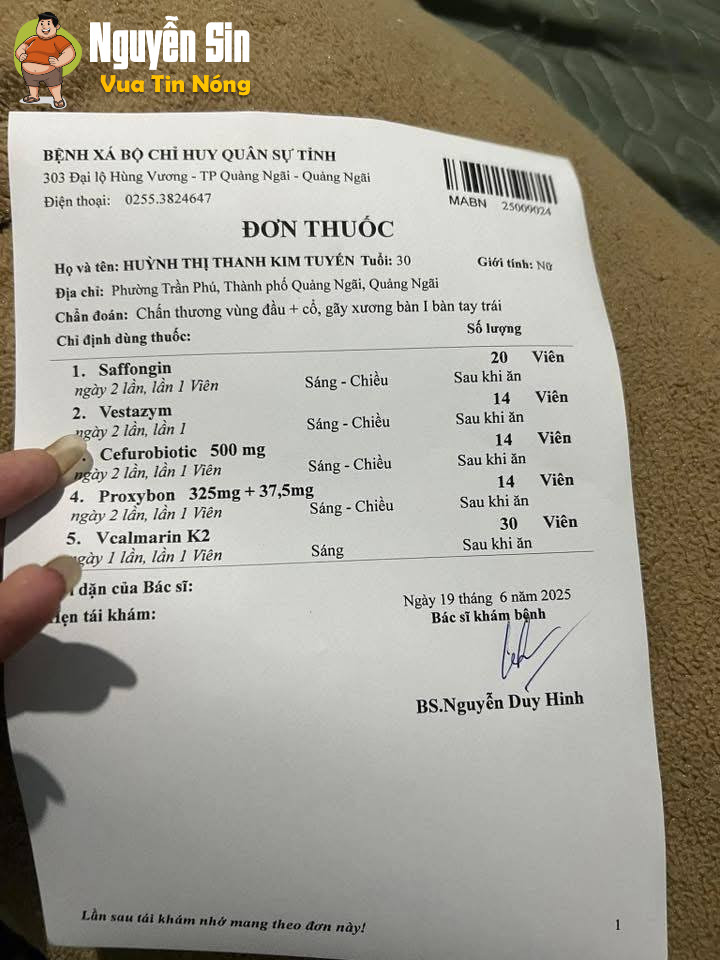 Nguyễn Sin
Vua Tin Nóng
BỆNH XÁ BỘ CHỈ HUY QUÂN SỰ TỈNH
303 Đại lộ Hùng Vương - TP Quảng Ngãi - Quảng Ngãi
Điện thoại: 0255.3824647
MABN 25009024
ĐƠN THUỐC
Họ và tên: HUỲNH THỊ THANH KIM TUYẾN Tuổi: 30 Giới tính: Nữ
Địa chỉ: Phường Trần Phú, Thành phố Quảng Ngãi, Quảng Ngãi
Chẩn đoán: Chấn thương vùng đầu + cổ, gãy xương bàn I bàn tay trái
Chỉ định dùng thuốc: Số lượng
1. Saffongin 20 Viên
ngày 2 lần, lần 1 Viên Sáng - Chiều Sau khi ăn
2. Vestazym 14 Viên
ngày 2 lần, lần 1 Sáng - Chiều Sau khi ăn
Cefurobiotic 500 mg 14 Viên
ngày 2 lần, lần 1 Viên Sáng - Chiều Sau khi ăn
4. Proxybon 325mg + 37,5mg 14 Viên
ngày 2 lần, lần 1 Viên Sáng - Chiều Sau khi ăn
5. Vcalmarin K2 30 Viên
ngày 1 lần, lần 1 Viên Sáng Sau khi ăn
dặn của Bác sĩ:
Hẹn tái khám:
Ngày 19 tháng 6 năm 2025
Bác sĩ khám bệnh
BS.Nguyễn Duy Hinh
Lần sau tái khám nhớ mang theo đơn này!
1